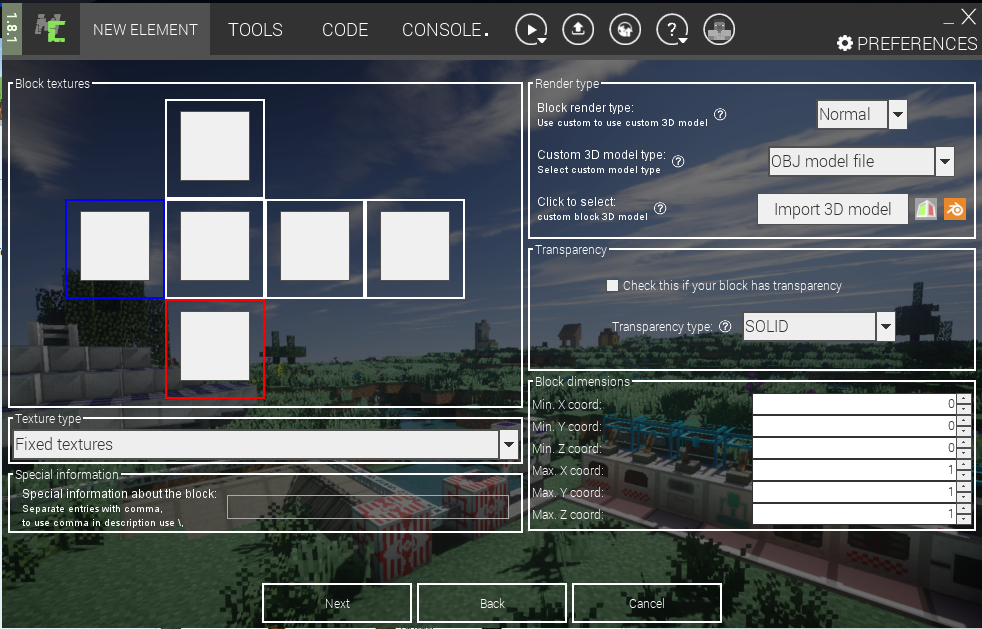 1.8.1
NEW ELEMENT
TOOLS
CODE
CONSOLE.
PREFERENCES
Block textures
Texture type
Fixed textures
Special information
Special information about the block:
Separate entries with comma,
to use comma in description use \,
Render type
Block render type:
Use custom to use custom 3D model
Normal
Custom 3D model type:
Select custom model type
OBJ model file
Click to select:
custom block 3D model
Import 3D model
Transparency
Check this if your block has transparency
Transparency type:
SOLID
Block dimensions
Min. X coord: 0
Min. Y coord: 0
Min. Z coord: 0
Max. X coord: 1
Max. Y coord: 1
Max. Z coord: 1
Next
Back
Cancel